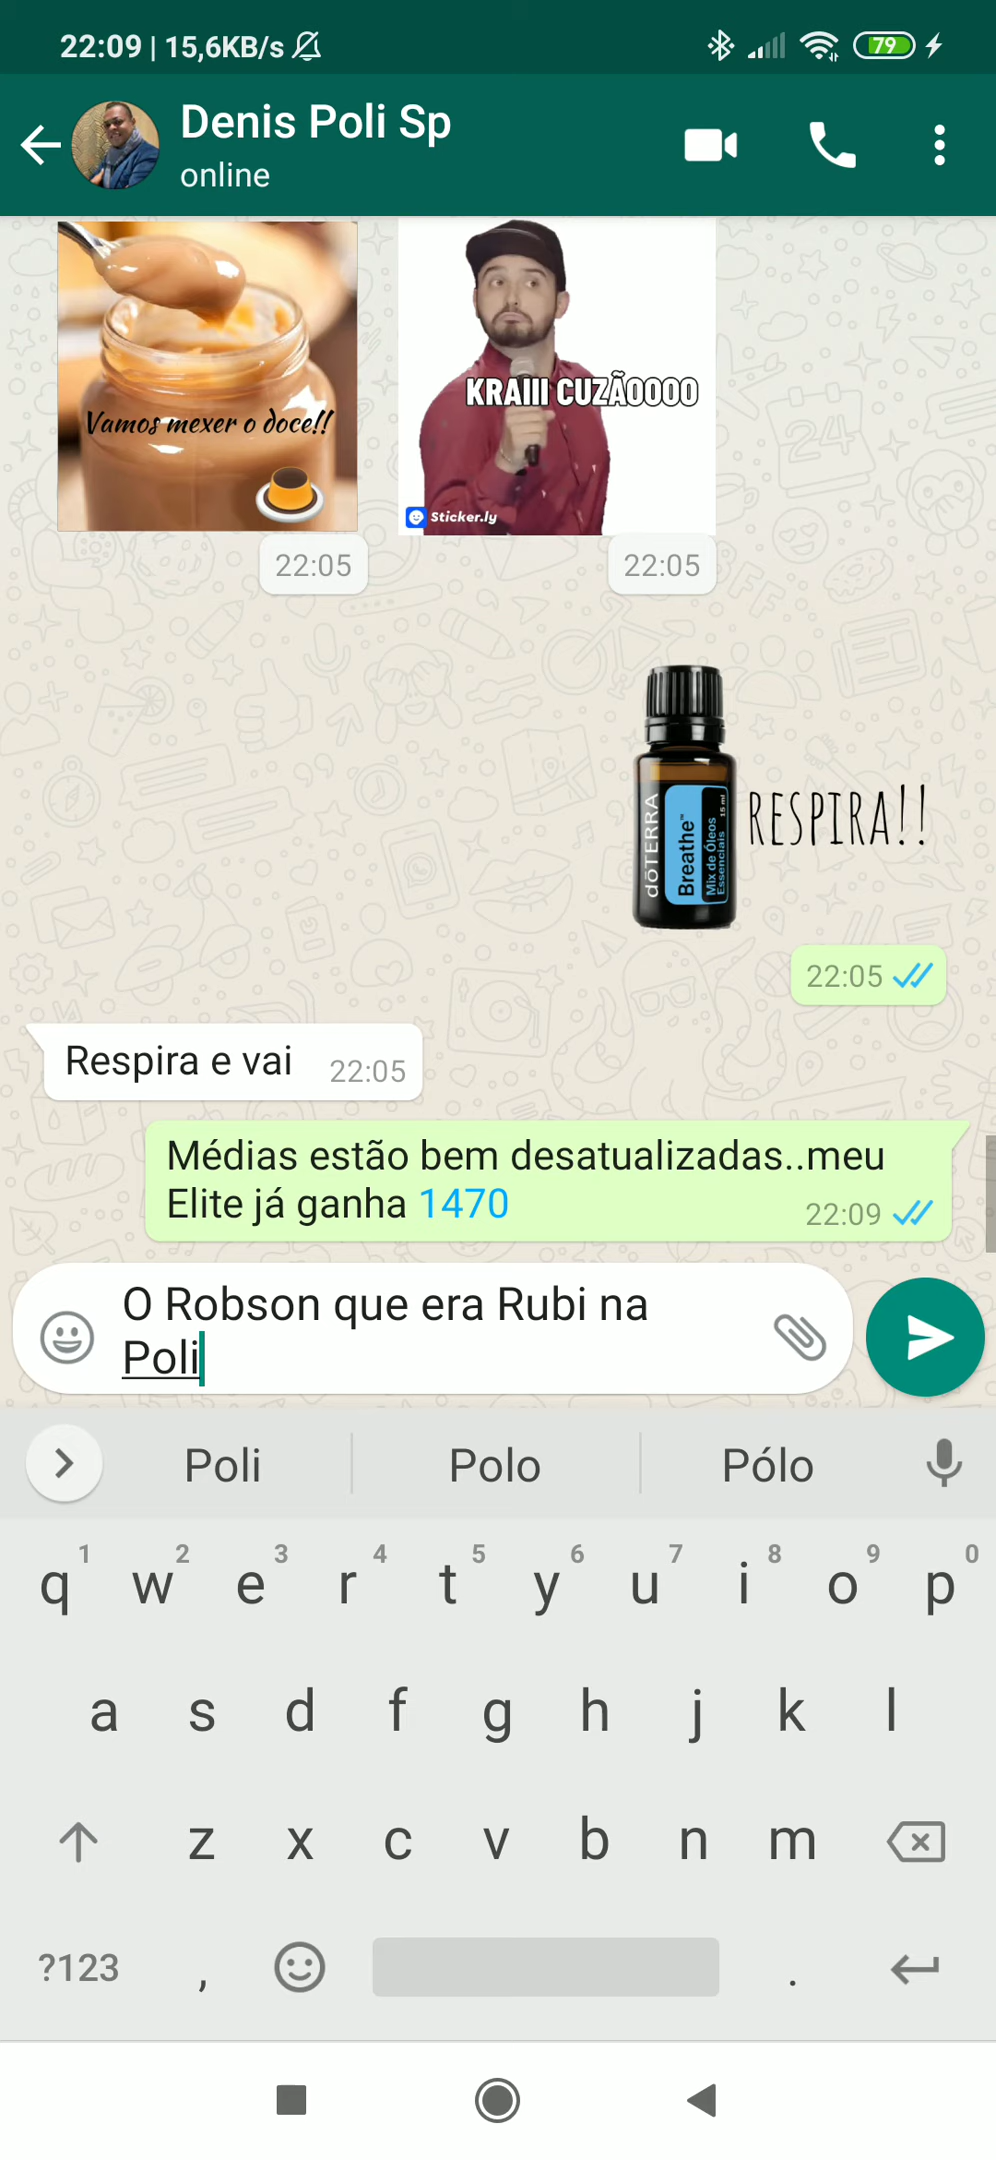 22:09 | 15,6KB/s
79
Denis Poli Sp
online
Vamos mexer o doce!!
KRAIII CUZÃOOOO
Sticker.ly
22:05
22:05
dōTERRA
Breathe™
Mix de Óleos
Essenciais 15 ml
RESPIRA!!
22:05
Respira e vai 22:05
Médias estão bem desatualizadas..meu
Elite já ganha 1470
22:09
O Robson que era Rubi na
Poli
Poli Polo Pólo
1 2 3 4 5 6 7 8 9 0
q w e r t y u i o p
a s d f g h j k l
z x c v b n m
?123 , .